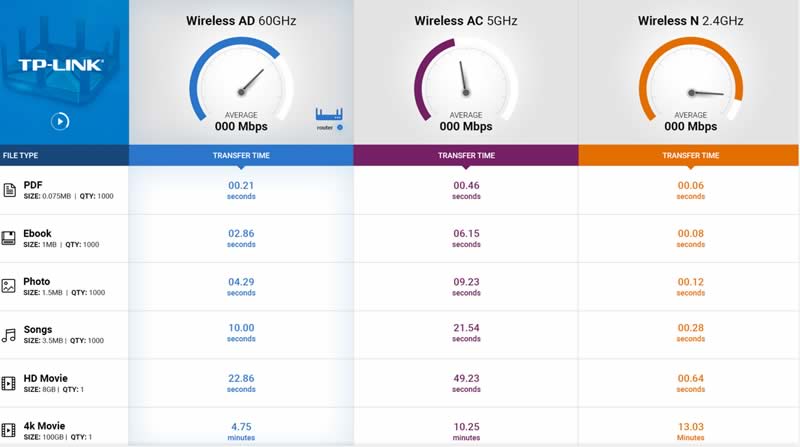 Wireless AD 60GHz
Wireless AC 5GHz
Wireless N 2.4GHz
TP-LINK
AVERAGE
000 Mbps
router
AVERAGE
000 Mbps
AVERAGE
000 Mbps
FILE TYPE
TRANSFER TIME
TRANSFER TIME
TRANSFER TIME
PDF
SIZE: 0.075MB | QTY: 1000
00.21
seconds
00.46
seconds
00.06
seconds
Ebook
SIZE: 1MB | QTY: 1000
02.86
seconds
06.15
seconds
00.08
seconds
Photo
SIZE: 1.5MB | QTY: 1000
04.29
seconds
09.23
seconds
00.12
seconds
Songs
SIZE: 3.5MB | QTY: 1000
10.00
seconds
21.54
seconds
00.28
seconds
HD Movie
SIZE: 8GB | QTY: 1
22.86
seconds
49.23
seconds
00.64
seconds
4k Movie
SIZE: 100GB | QTY: 1
4.75
minutes
10.25
minutes
13.03
Minutes